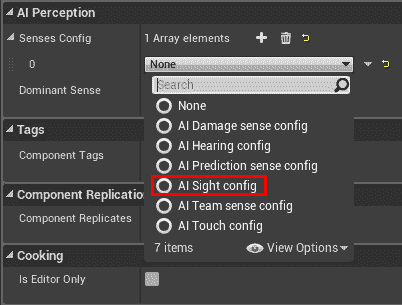 AI Perception
Senses Config 1 Array elements
0 None
Search
Dominant Sense
None
AI Damage sense config
AI Hearing config
AI Prediction sense config
AI Sight config
AI Team sense config
AI Touch config
7 items View Options
Tags
Component Tags
Component Replication
Component Replicates
Cooking
Is Editor Only